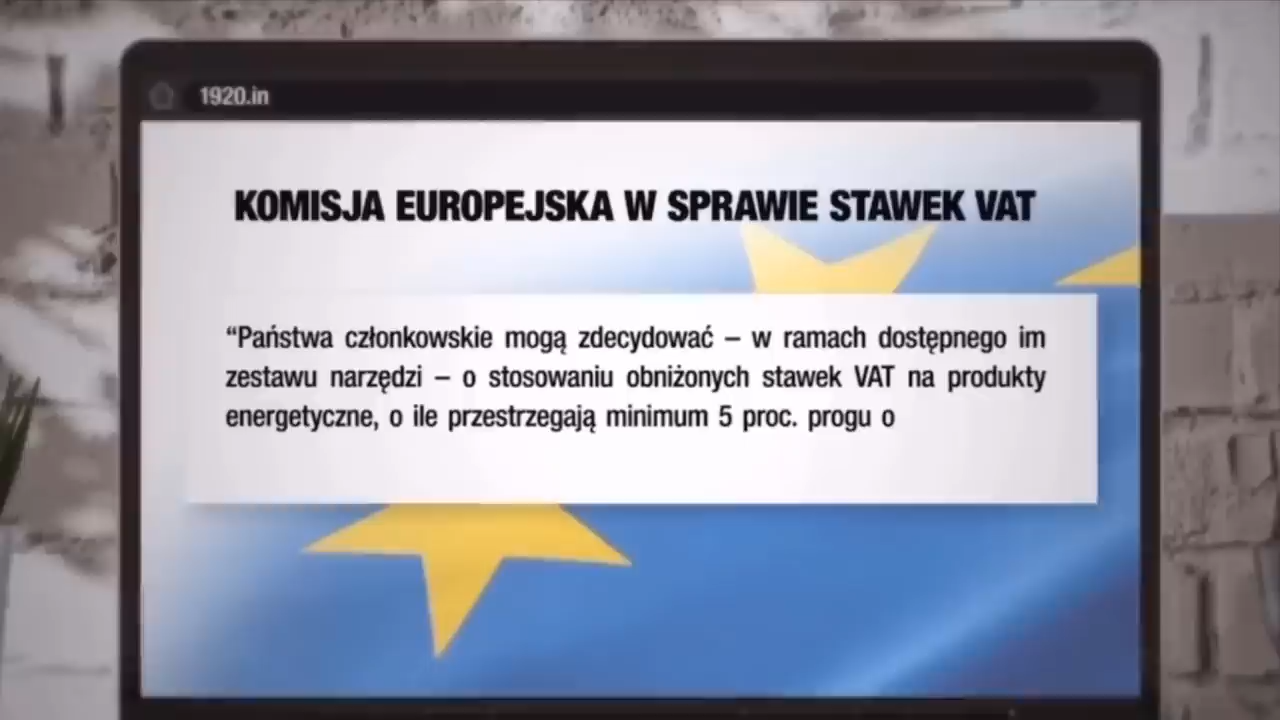 1920.in
KOMISJA EUROPEJSKA W SPRAWIE STAWEK VAT
“Państwa członkowskie mogą zdecydować – w ramach dostępnego im
zestawu narzędzi – o stosowaniu obniżonych stawek VAT na produkty
energetyczne, o ile przestrzegają minimum 5 proc. progu o